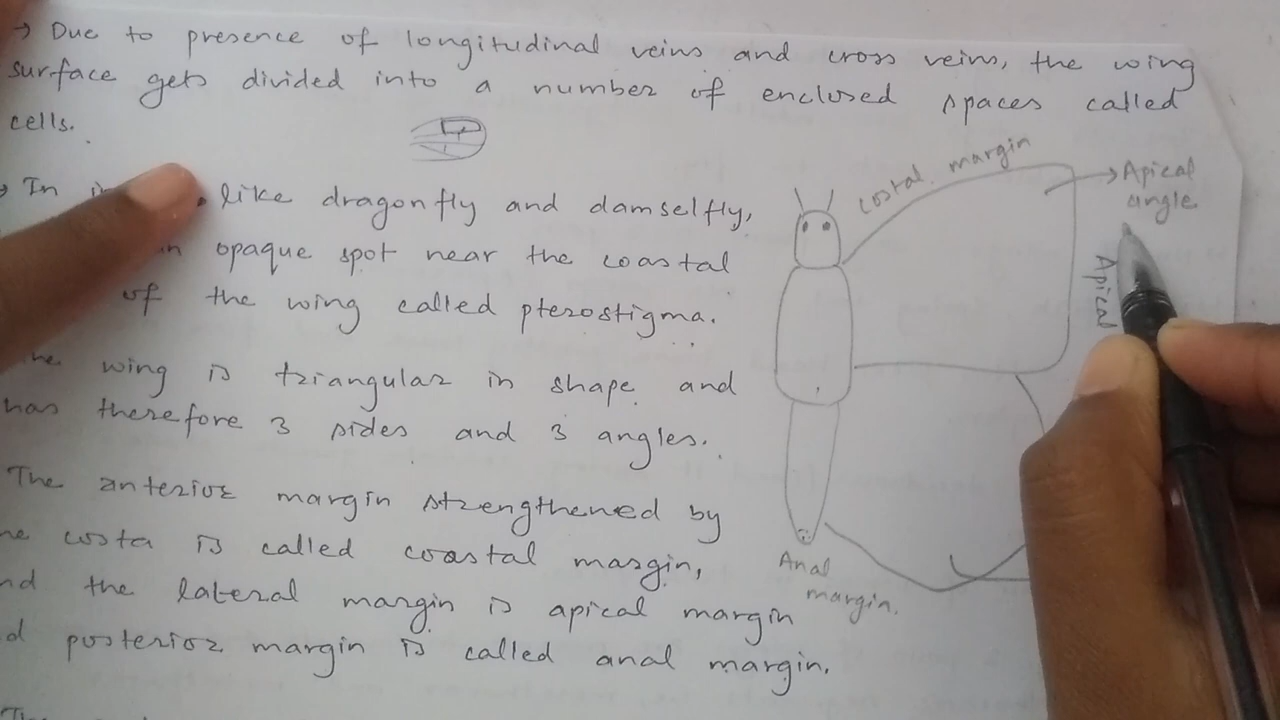 → Due to presence of longitudinal veins and cross veins, the wing
surface gets divided into a number of enclosed spaces called
cells.
In like dragonfly and damselfly,
opaque spot near the coastal
of the wing called pterostigma.
wing is triangular in shape and
has therefore 3 sides and 3 angles.
The anterior margin strengthened by
costa is called coastal margin,
the lateral margin is apical margin
posterior margin is called anal margin.
costal margin
Apical
angle
Apical
Anal
margin.